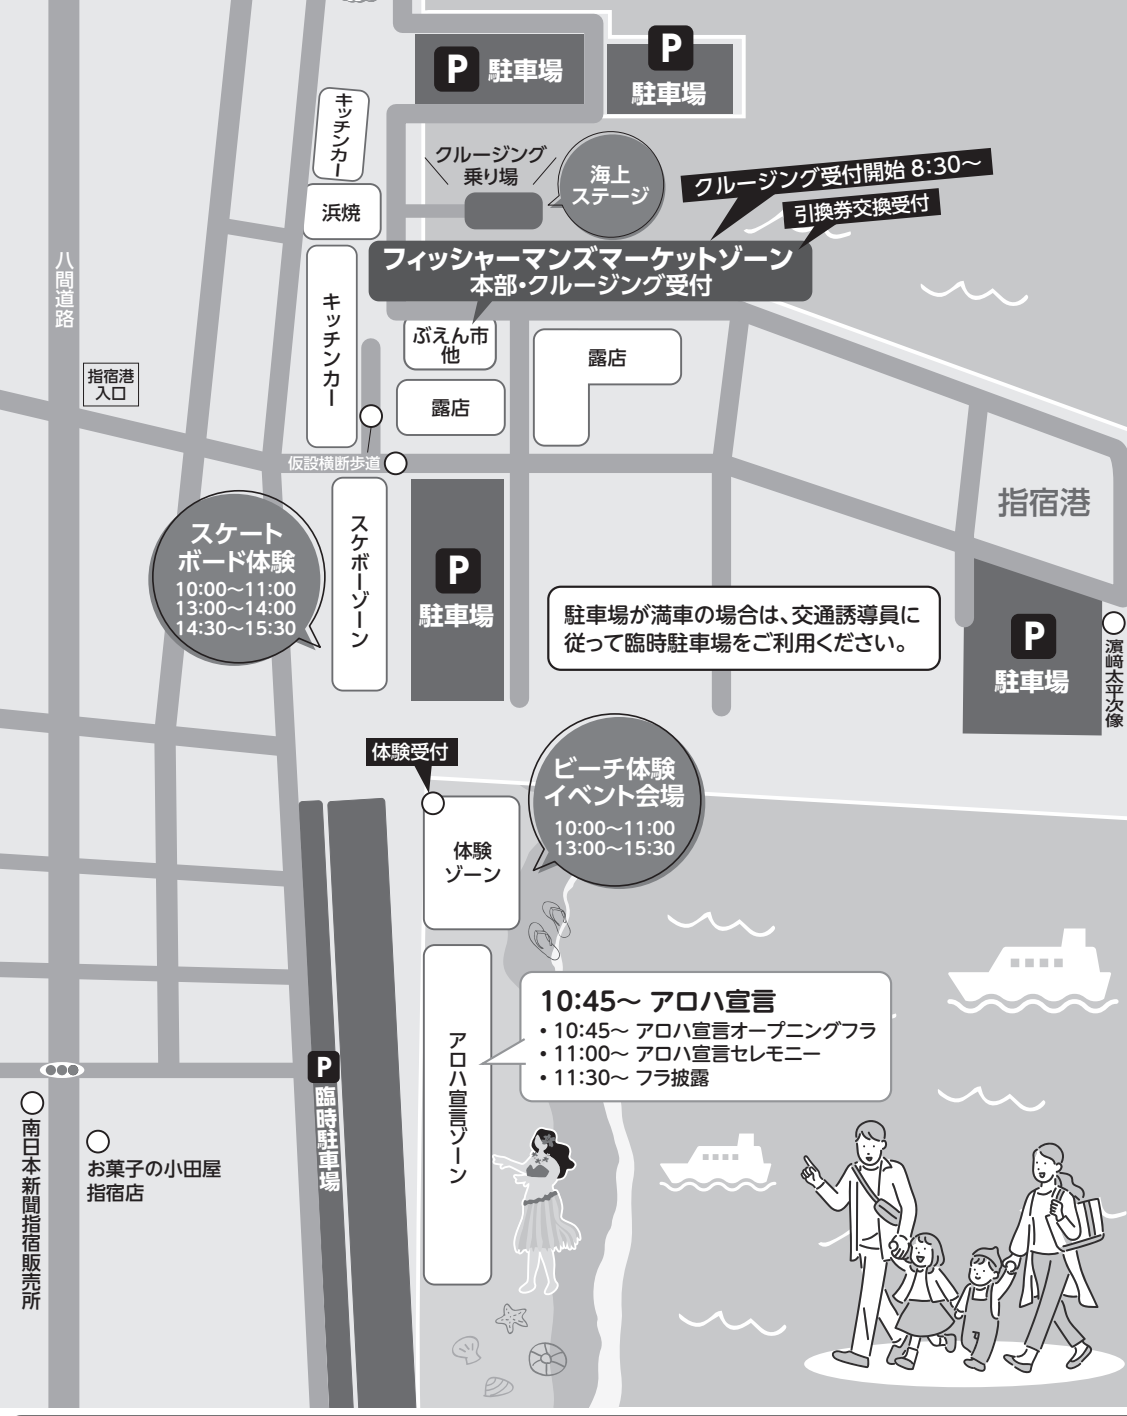 P 駐車場
P
駐車場
キッチンカー
クルージング
乗り場
海上
ステージ
クルージング受付開始 8:30～
引換券交換受付
浜焼
フィッシャーマンズマーケットゾーン
本部・クルージング受付
八間道路
キッチンカー
ぶえん市
他
露店
指宿港
入口
露店
仮設横断歩道
指宿港
スケート
ボード体験
10:00～11:00
13:00～14:00
14:30～15:30
スケボーゾーン
P
駐車場
駐車場が満車の場合は、交通誘導員に
従って臨時駐車場をご利用ください。
P
駐車場
濵﨑太平次像
体験受付
ビーチ体験
イベント会場
10:00～11:00
13:00～15:30
体験
ゾーン
アロハ宣言ゾーン
10:45～ アロハ宣言
・10:45～ アロハ宣言オープニングフラ
・11:00～ アロハ宣言セレモニー
・11:30～ フラ披露
P
臨時駐車場
南日本新聞指宿販売所
お菓子の小田屋
指宿店